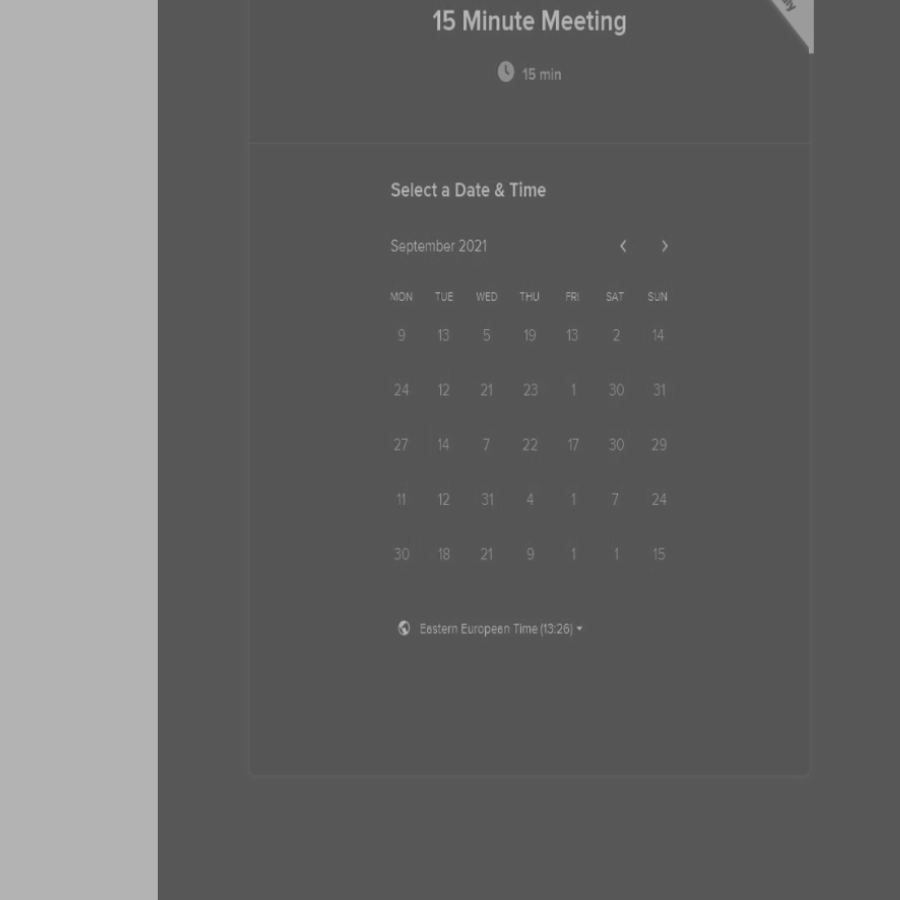 15 Minute Meeting
15 min
Select a Date & Time
September 2021
MON TUE WED THU FRI SAT SUN
9 13 5 19 13 2 14
24 12 21 23 1 30 31
27 14 7 22 17 30 29
11 12 31 4 1 7 24
30 18 21 9 1 1 15
Eastern European Time (13:26)